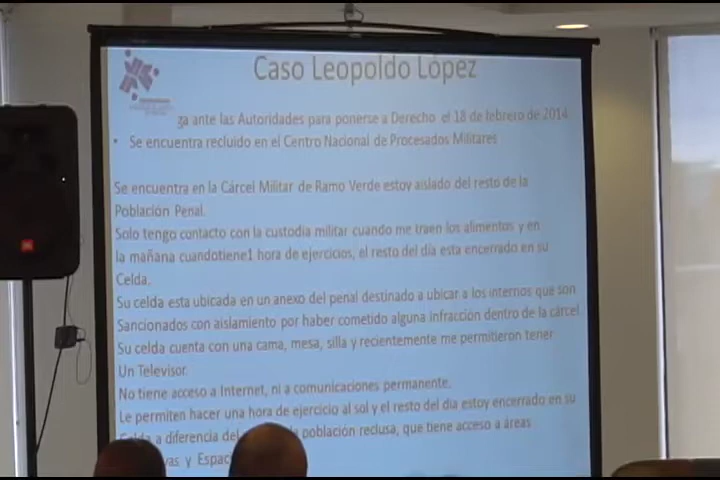 Caso Leopoldo López
ga ante las Autoridades para ponerse a Derecho el 18 de febrero de 2014.
• Se encuentra recluido en el Centro Nacional de Procesados Militares
Se encuentra en la Cárcel Militar de Ramo Verde estoy aislado del resto de la
Población Penal.
Solo tengo contacto con la custodia militar cuando me traen los alimentos y en
la mañana cuandotiene1 hora de ejercicios, el resto del día esta encerrado en su
Celda.
Su celda esta ubicada en un anexo del penal destinado a ubicar a los internos que son
Sancionados con aislamiento por haber cometido alguna infracción dentro de la cárcel
Su celda cuenta con una cama, mesa, silla y recientemente me permitieron tener
Un Televisor.
No tiene acceso a Internet, ni a comunicaciones permanente.
Le permiten hacer una hora de ejercicio al sol y el resto del dia estoy encerrado en su
Celda a diferencia del población reclusa, que tiene acceso a áreas
vas y Espac